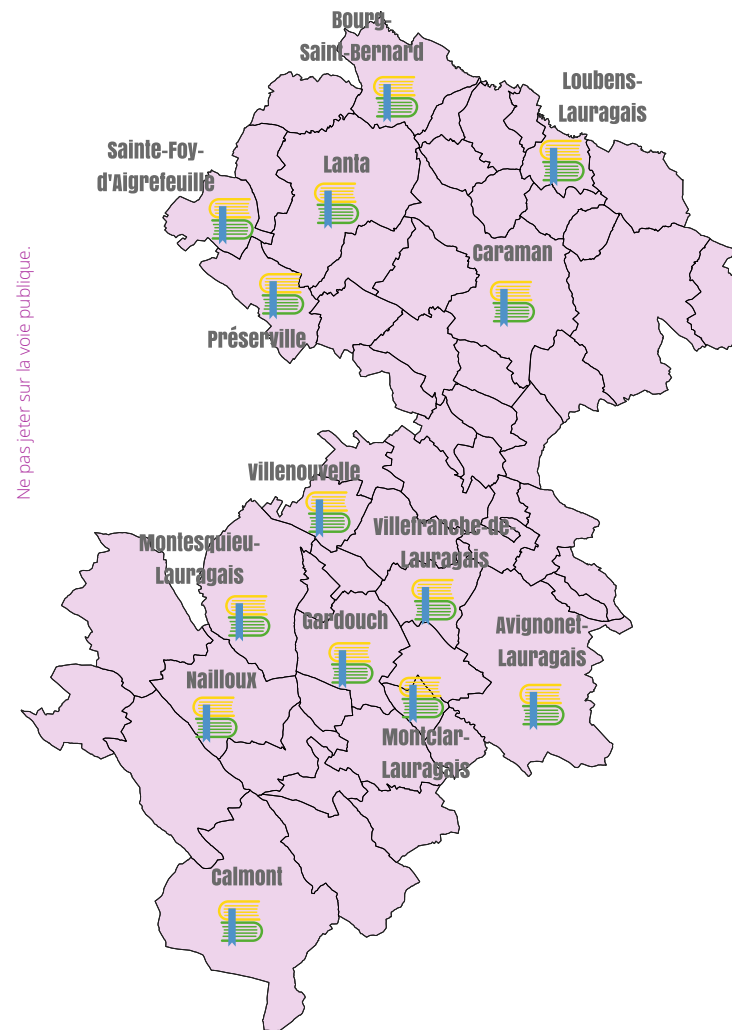 Bourg-
Saint-Bernard
Loubens-
Lauragais
Sainte-Foy-
d'Aigrefeuille
Lanta
Caraman
Préserville
Ne pas jeter sur la voie publique.
Villenouvelle
Villefranche-de-
Lauragais
Montesquieu-
Lauragais
Gardouch
Avignonet-
Lauragais
Nailloux
Montclar-
Lauragais
Calmont